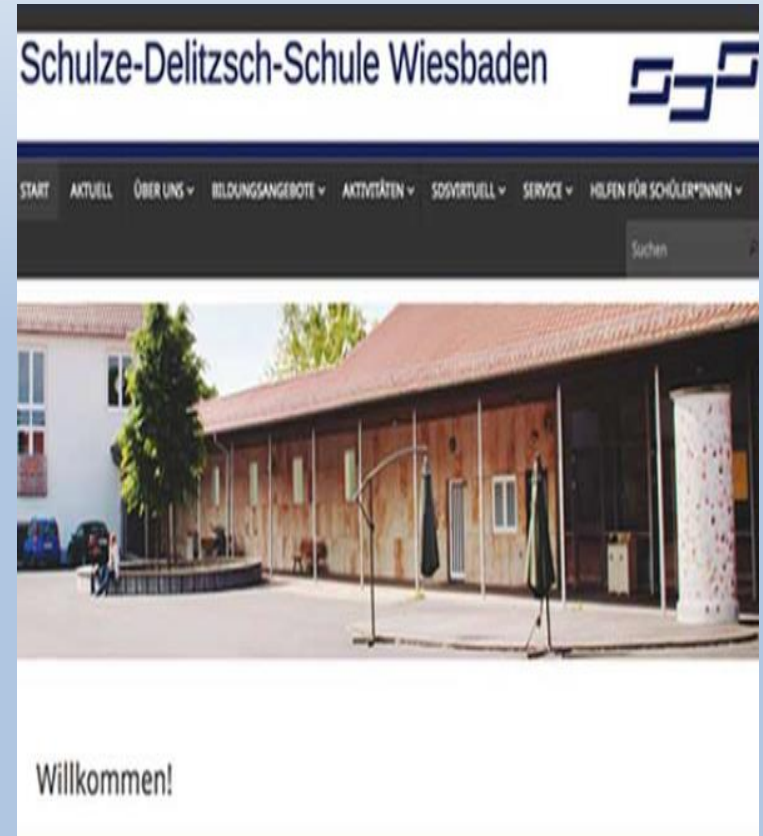 Schulze-Delitzsch-Schule Wiesbaden
START AKTUELL ÜBER UNS BILDUNGSANGEBOTE AKTIVITÄTEN SDSVIRTUELL SERVICE HILFEN FÜR SCHÜLER*INNEN
Suchen
Willkommen!